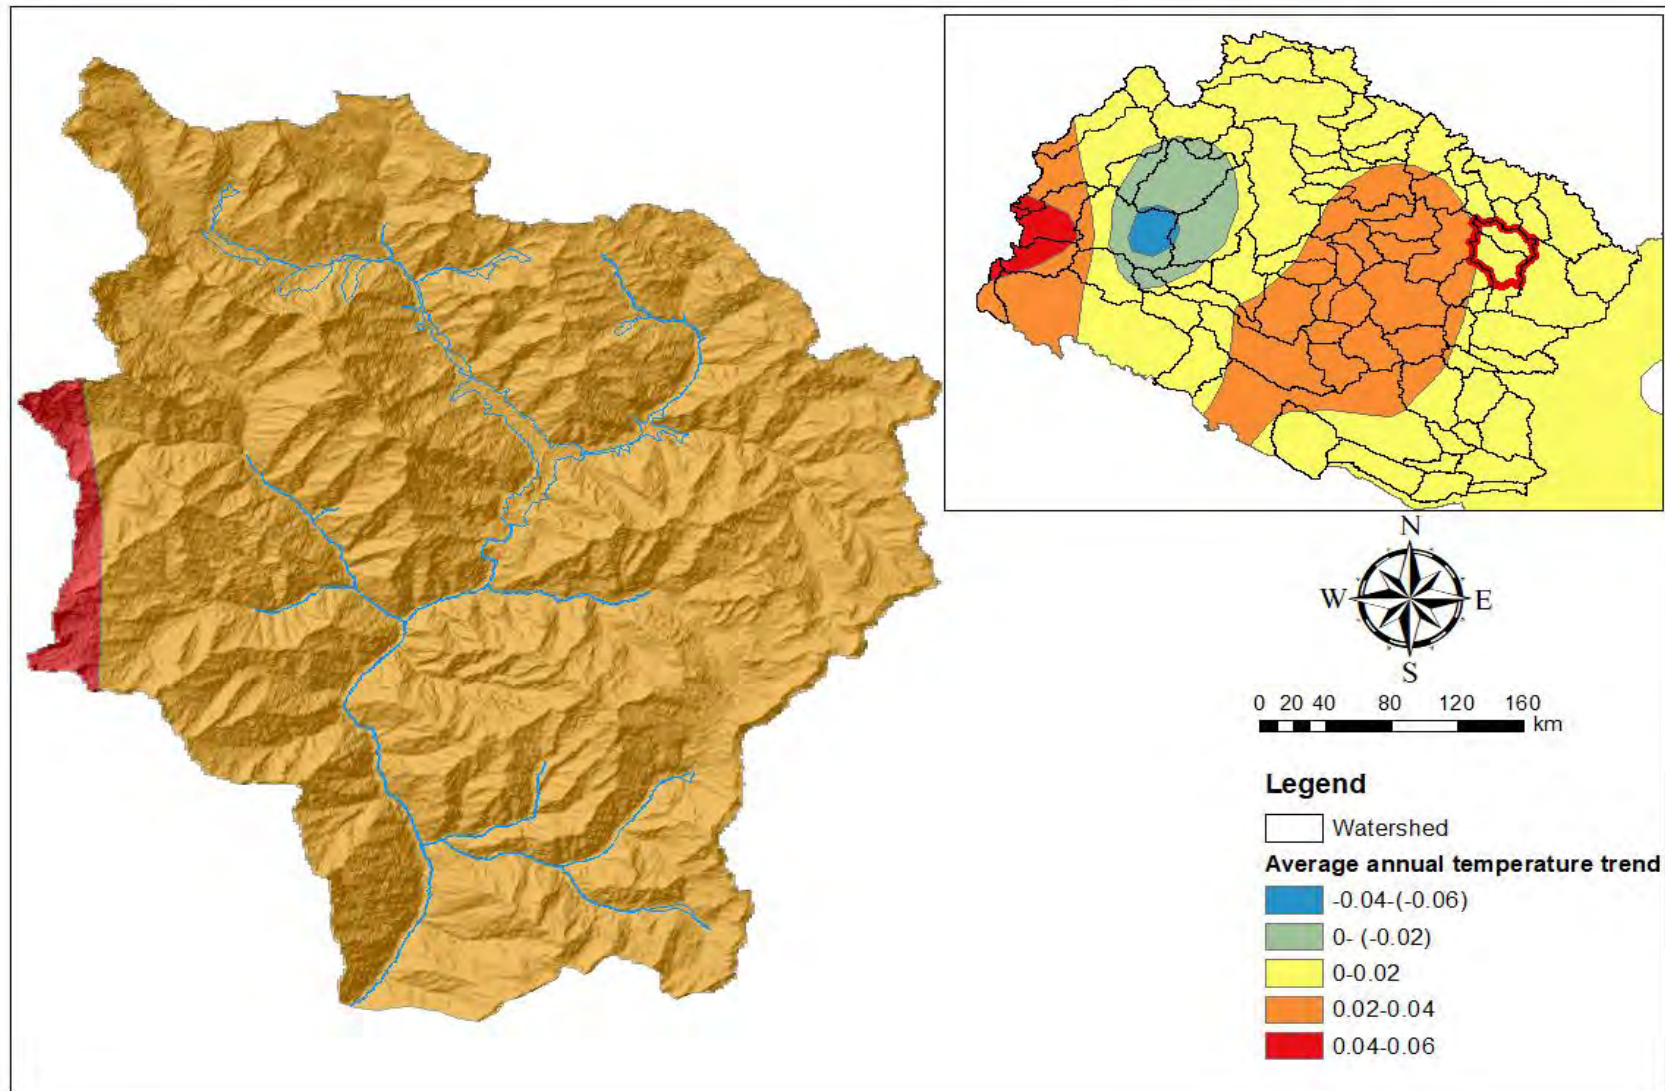 N
W E
S
0 20 40 80 120 160
km
Legend
Watershed
Average annual temperature trend
-0.04-(-0.06)
0- (-0.02)
0-0.02
0.02-0.04
0.04-0.06